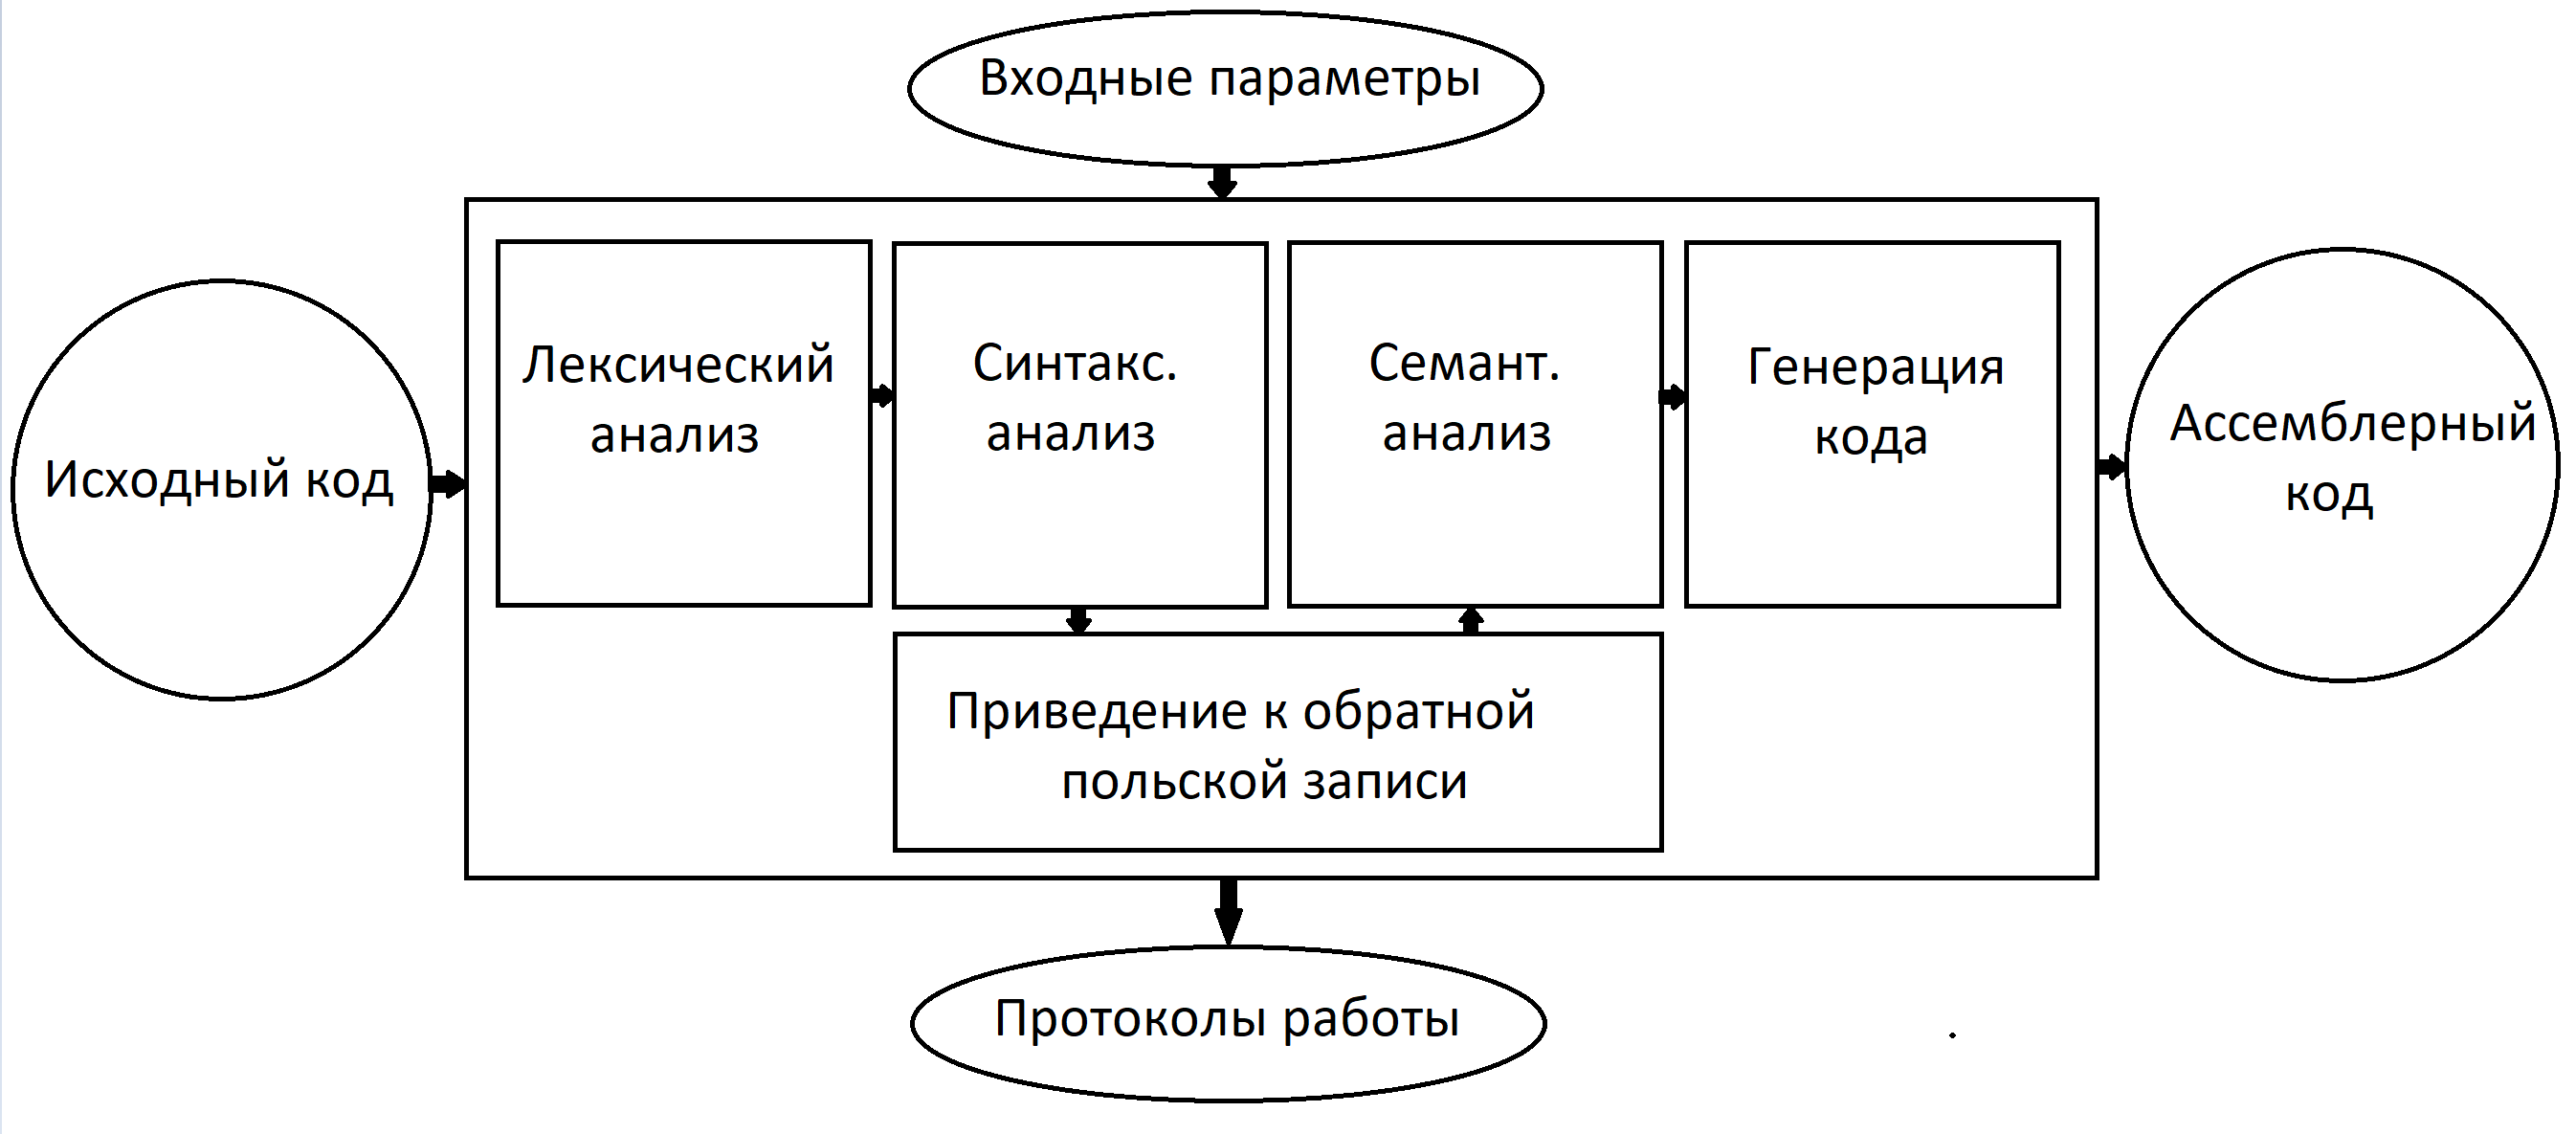 Входные параметры
Исходный код
Лексический
анализ
Синтакс.
анализ
Семант.
анализ
Генерация
кода
Приведение к обратной
польской записи
Ассемблерный
код
Протоколы работы